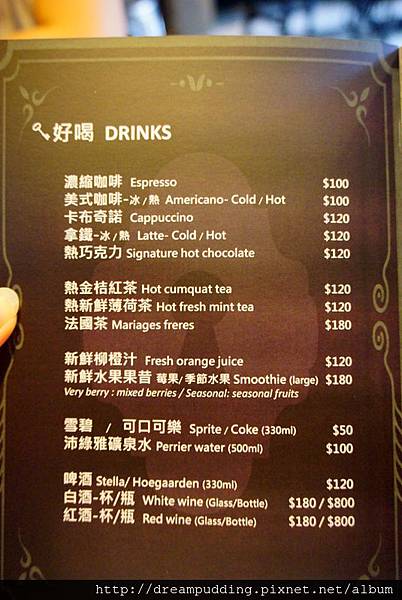 好喝 DRINKS
濃縮咖啡 Espresso $100
美式咖啡-冰/熱 Americano- Cold / Hot $100
卡布奇諾 Cappuccino $120
拿鐵-冰/熱 Latte- Cold / Hot $120
熱巧克力 Signature hot chocolate $120
熱金桔紅茶 Hot cumquat tea $120
熱新鮮薄荷茶 Hot fresh mint tea $120
法國茶 Mariages freres $180
新鮮柳橙汁 Fresh orange juice $120
新鮮水果果昔 莓果/季節水果 Smoothie (large) $180
Very berry : mixed berries / Seasonal: seasonal fruits
雪碧 / 可口可樂 Sprite / Coke (330ml) $50
沛綠雅礦泉水 Perrier water (500ml) $100
啤酒 Stella/ Hoegaarden (330ml) $120
白酒-杯/瓶 White wine (Glass/Bottle) $180 / $800
紅酒-杯/瓶 Red wine (Glass/Bottle) $180 / $800
http://dreampudding.pixnet.net/album